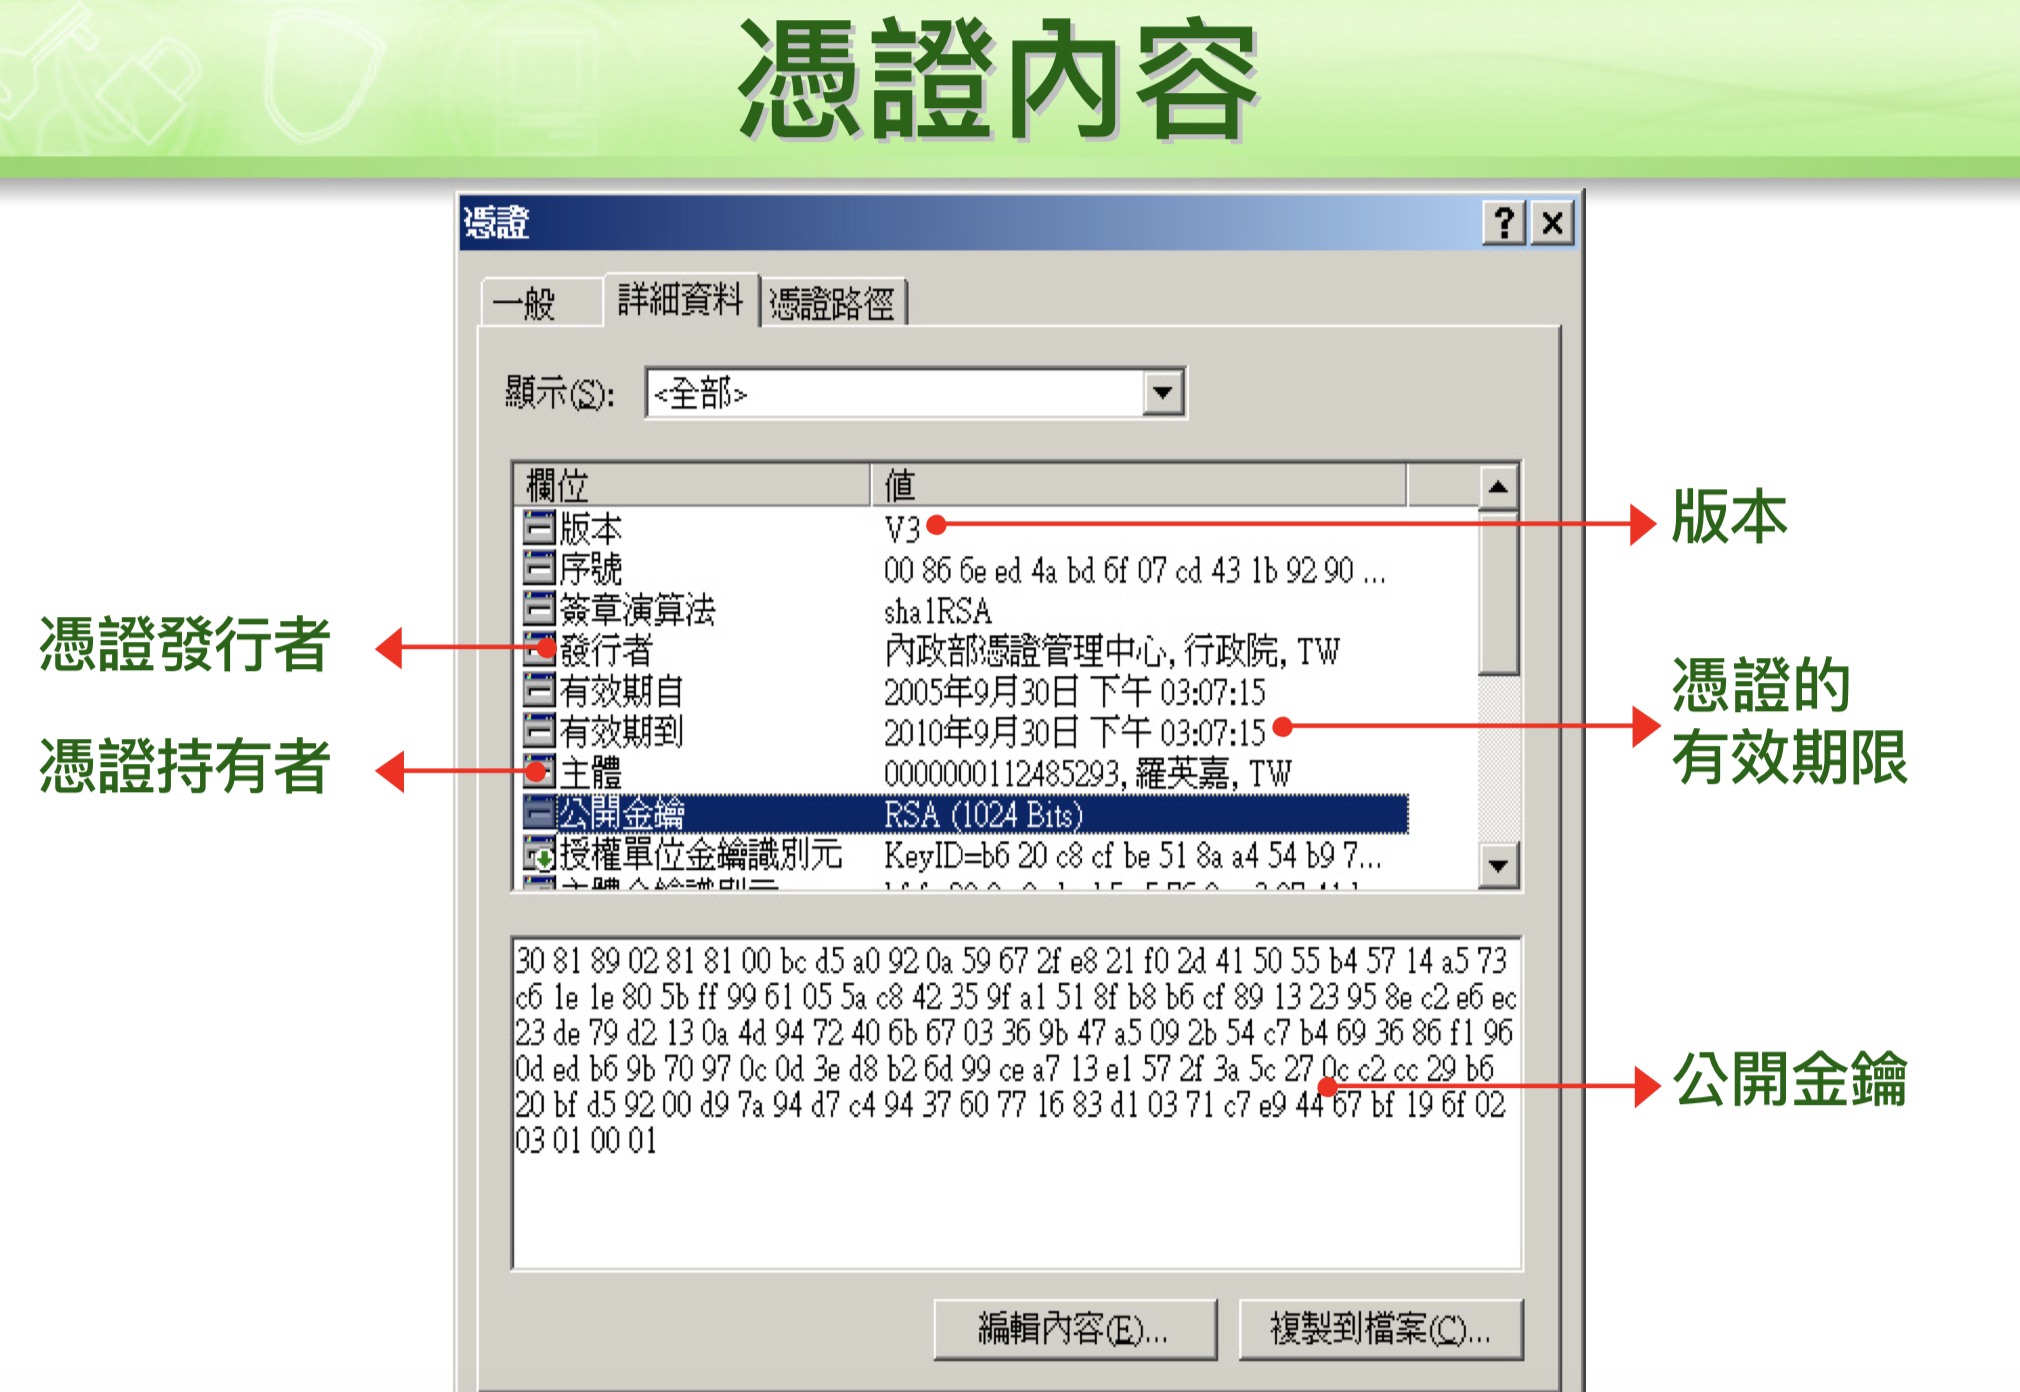 憑證內容
憑證
一般 詳細資料 憑證路徑
顯示(S): <全部>
欄位 值
版本 V3
序號 00 86 6e ed 4a bd 6f 07 cd 43 1b 92 90 ...
簽章演算法 sha1RSA
發行者 內政部憑證管理中心, 行政院, TW
有效期自 2005年9月30日 下午 03:07:15
有效期到 2010年9月30日 下午 03:07:15
主體 0000000112485293, 羅英嘉, TW
公開金鑰 RSA (1024 Bits)
授權單位金鑰識別元 KeyID=b6 20 c8 cf be 51 8a a4 54 b9 7...
主體金鑰識別元
30 81 89 02 81 81 00 bc d5 a0 92 0a 59 67 2f e8 21 f0 2d 41 50 55 b4 57 14 a5 73
c6 1e 1e 80 5b ff 99 61 05 5a c8 42 35 9f a1 51 8f b8 b6 cf 89 13 23 95 8e c2 e6 ec
23 de 79 d2 13 0a 4d 94 72 40 6b 67 03 36 9b 47 a5 09 2b 54 c7 b4 69 36 86 f1 96
0d ed b6 9b 70 97 0c 0d 3e d8 b2 6d 99 ce a7 13 e1 57 2f 3a 5c 27 0c c2 cc 29 b6
20 bf d5 92 00 d9 7a 94 d7 c4 94 37 60 77 16 83 d1 03 71 c7 e9 44 67 bf 19 6f 02
03 01 00 01
編輯內容(E)... 複製到檔案(C)...
憑證發行者
憑證持有者
版本
憑證的
有效期限
公開金鑰